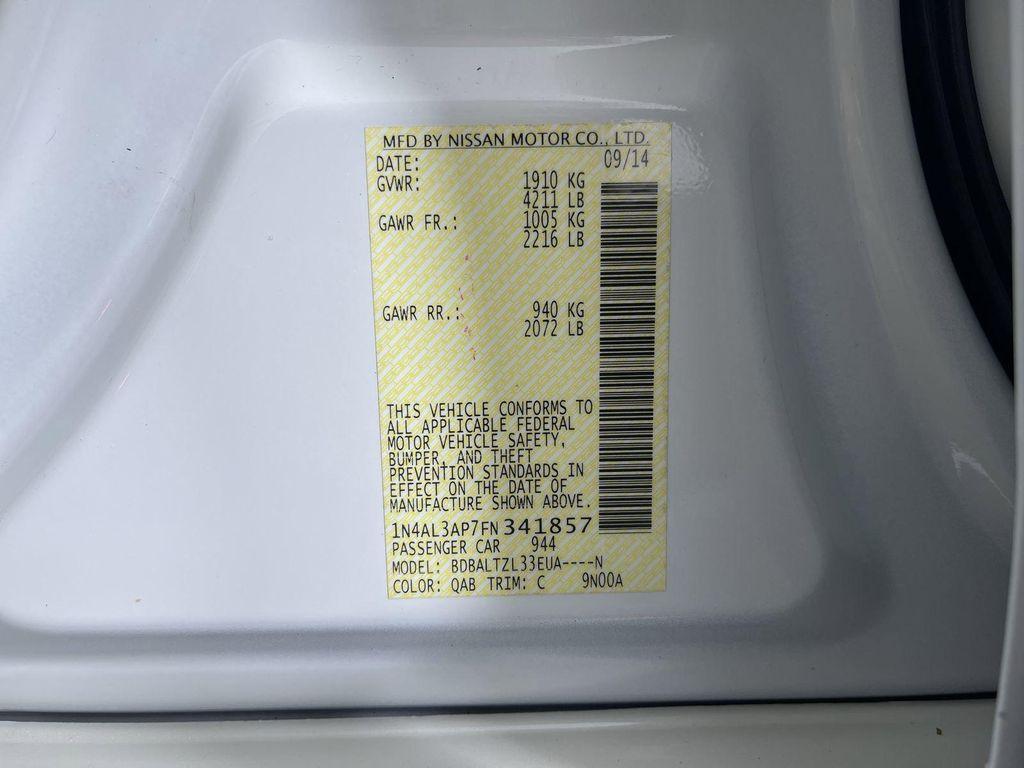 MFD BY NISSAN MOTOR CO., LTD.
DATE: 09/14
GVWR: 1910 KG
4211 LB
GAWR FR.: 1005 KG
2216 LB
GAWR RR.: 940 KG
2072 LB
THIS VEHICLE CONFORMS TO
ALL APPLICABLE FEDERAL
MOTOR VEHICLE SAFETY,
BUMPER, AND THEFT
PREVENTION STANDARDS IN
EFFECT ON THE DATE OF
MANUFACTURE SHOWN ABOVE.
1N4AL3AP7FN341857
PASSENGER CAR 944
MODEL: BDBALTZL33EUA----N
COLOR: QAB TRIM: C 9N00A